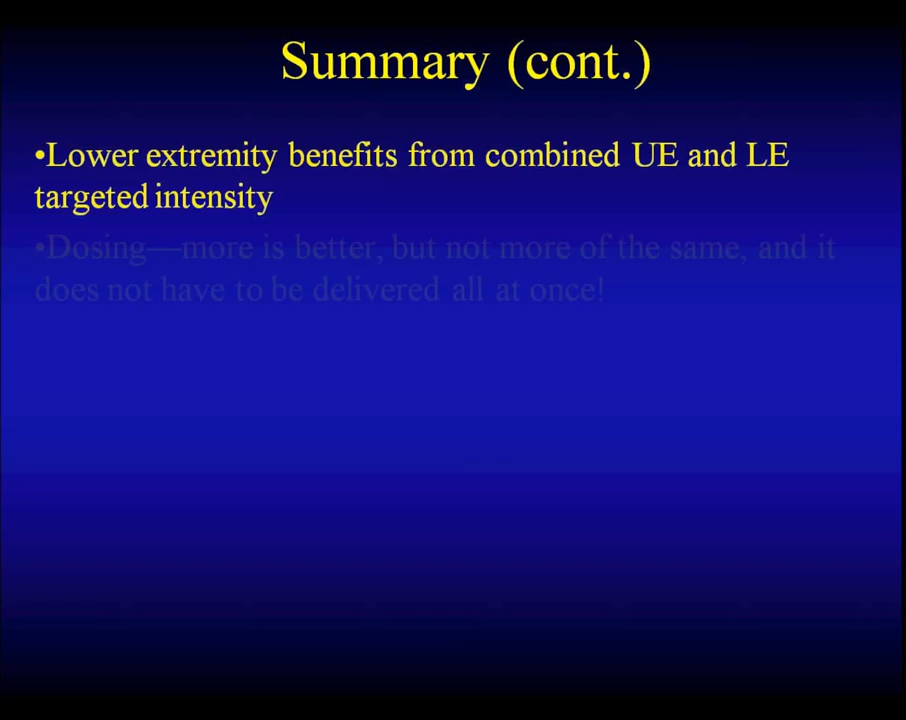 Summary (cont.)
•Lower extremity benefits from combined UE and LE
targeted intensity
•Dosing—more is better, but not more of the same, and it
does not have to be delivered all at once!